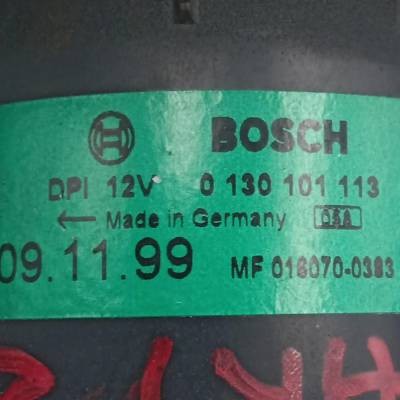 BOSCH
DPI 12V 0 130 101 113
← Made in Germany
09.11.99 MF 016070-0383